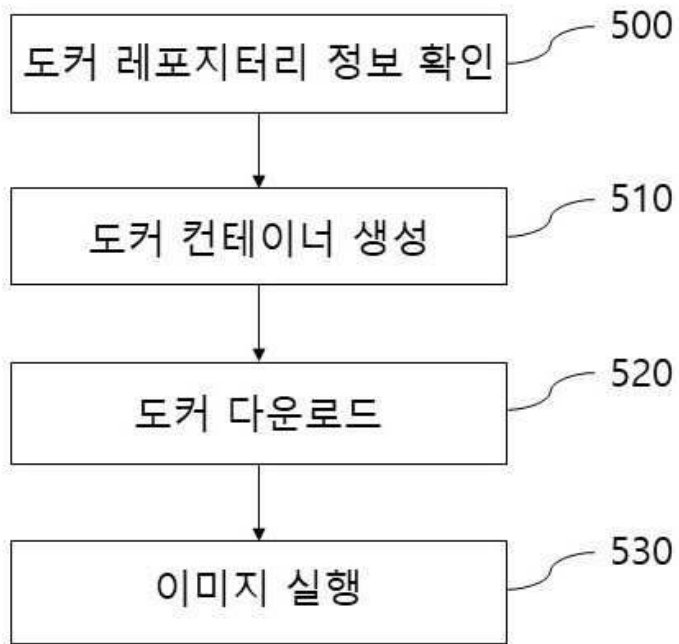 도커 레포지터리 정보 확인
500
도커 컨테이너 생성
510
도커 다운로드
520
이미지 실행
530